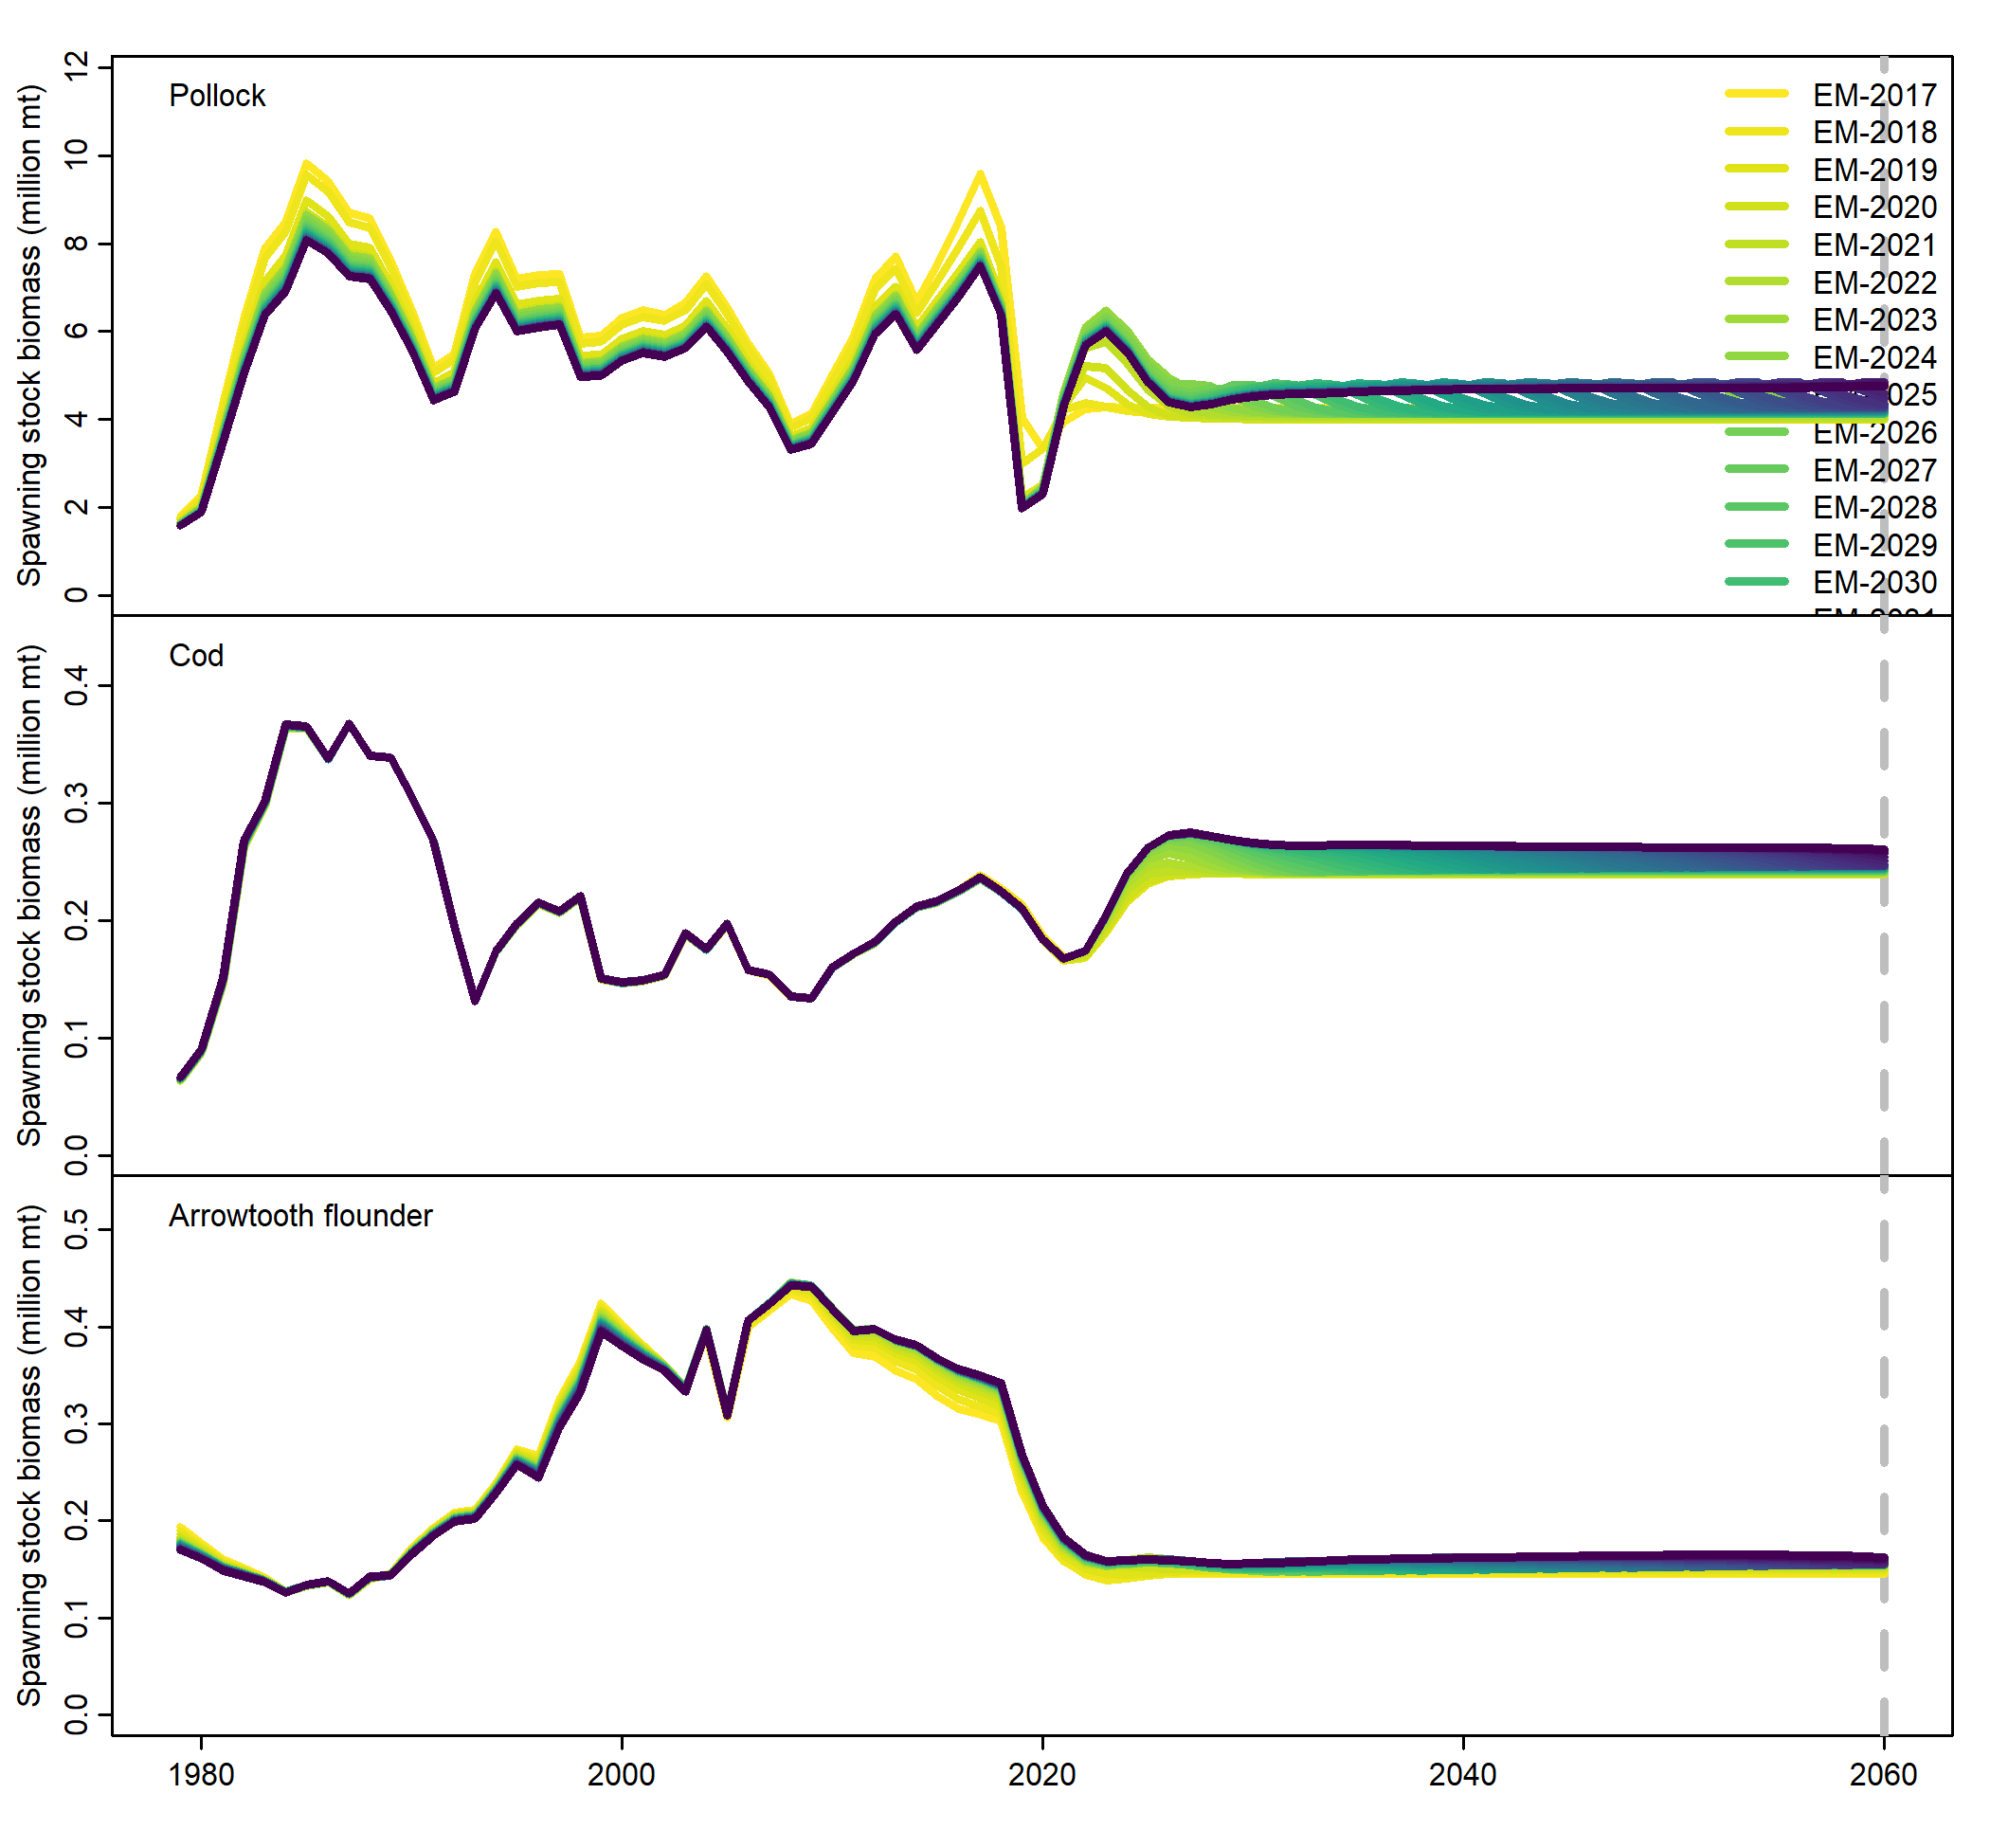 Spawning stock biomass (million mt)
12
10
8
6
4
2
0
Pollock
EM-2017
EM-2018
EM-2019
EM-2020
EM-2021
EM-2022
EM-2023
EM-2024
025
EM-2026
EM-2027
EM-2028
EM-2029
EM-2030
Spawning stock biomass (million mt)
0.4
0.3
0.2
0.1
0.0
Cod
Spawning stock biomass (million mt)
0.5
0.4
0.3
0.2
0.1
0.0
Arrowtooth flounder
1980
2000
2020
2040
2060